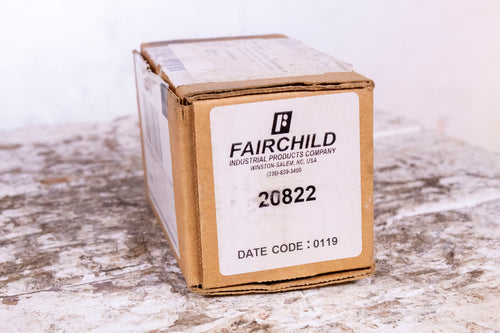 FAIRCHILD
INDUSTRIAL PRODUCTS COMPANY
WINSTON-SALEM, NC, USA
(336)-659-3400
20822
DATE CODE : 0119